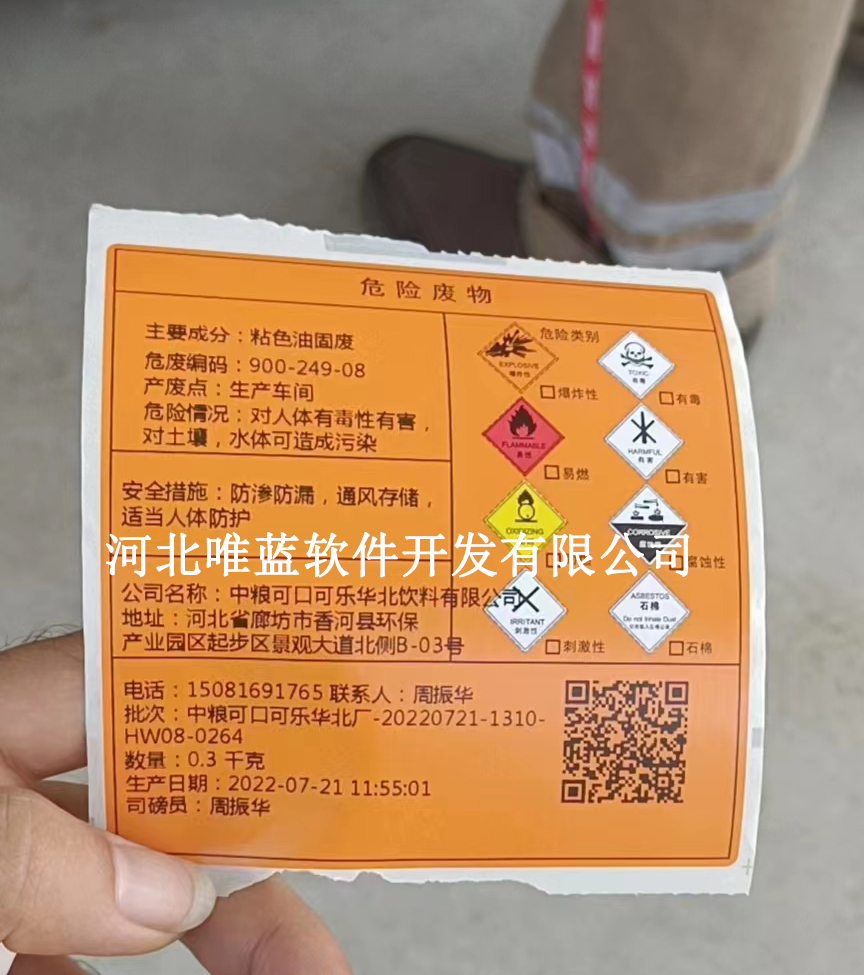 危险废物
主要成分：粘色油固废
危废编码：900-249-08
产废点：生产车间
危险情况：对人体有毒性有害，
对土壤，水体可造成污染
安全措施：防渗防漏，通风存储，
适当人体防护
河北唯蓝软件开发有限公司
公司名称：中粮可口可乐华北饮料有限公司
地址：河北省廊坊市香河县环保
产业园区起步区景观大道北侧B-03号
危险类别
EXPLOSIVE
爆炸性
爆炸性
TOXIC
有毒
有毒
FLAMMABLE
易燃
易燃
HARMFUL
有害
有害
OXIDIZING
CORROSIVE
腐蚀性
腐蚀性
IRRITANT
刺激性
刺激性
ASBESTOS
石棉
Do not Inhale Dust
石棉
电话：15081691765 联系人：周振华
批次：中粮可口可乐华北厂-20220721-1310-
HW08-0264
数量：0.3 千克
生产日期：2022-07-21 11:55:01
司磅员：周振华